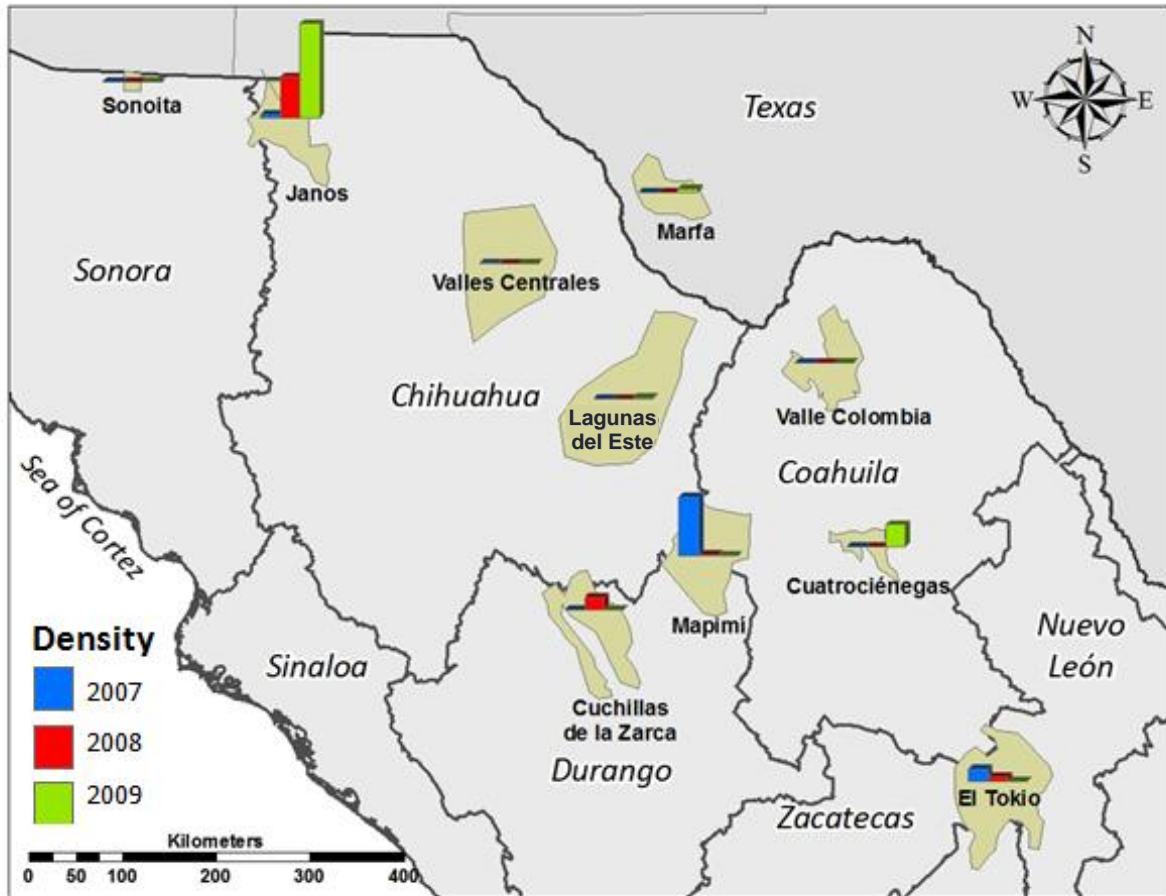 N
W E
S
Sonoita
Janos
Texas
Marfa
Sonora
Valles Centrales
Chihuahua
Lagunas
del Este
Valle Colombia
Coahuila
Sea of Cortez
Cuatrociénegas
Mapimi
Nuevo
León
Sinaloa
Cuchillas
de la Zarca
Durango
El Tokio
Zacatecas
Density
2007
2008
2009
Kilometers
0 50 100 200 300 400